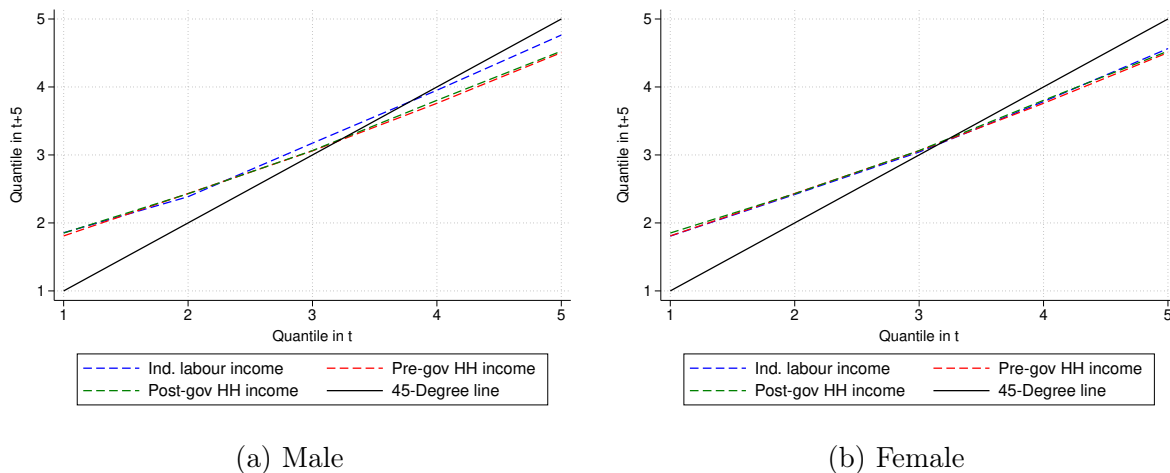 5
4
3
2
1
Quantile in t+5
1 2 3 4 5
Quantile in t
Ind. labour income Pre-gov HH income
Post-gov HH income 45-Degree line
(a) Male
5
4
3
2
1
Quantile in t+5
1 2 3 4 5
Quantile in t
Ind. labour income Pre-gov HH income
Post-gov HH income 45-Degree line
(b) Female